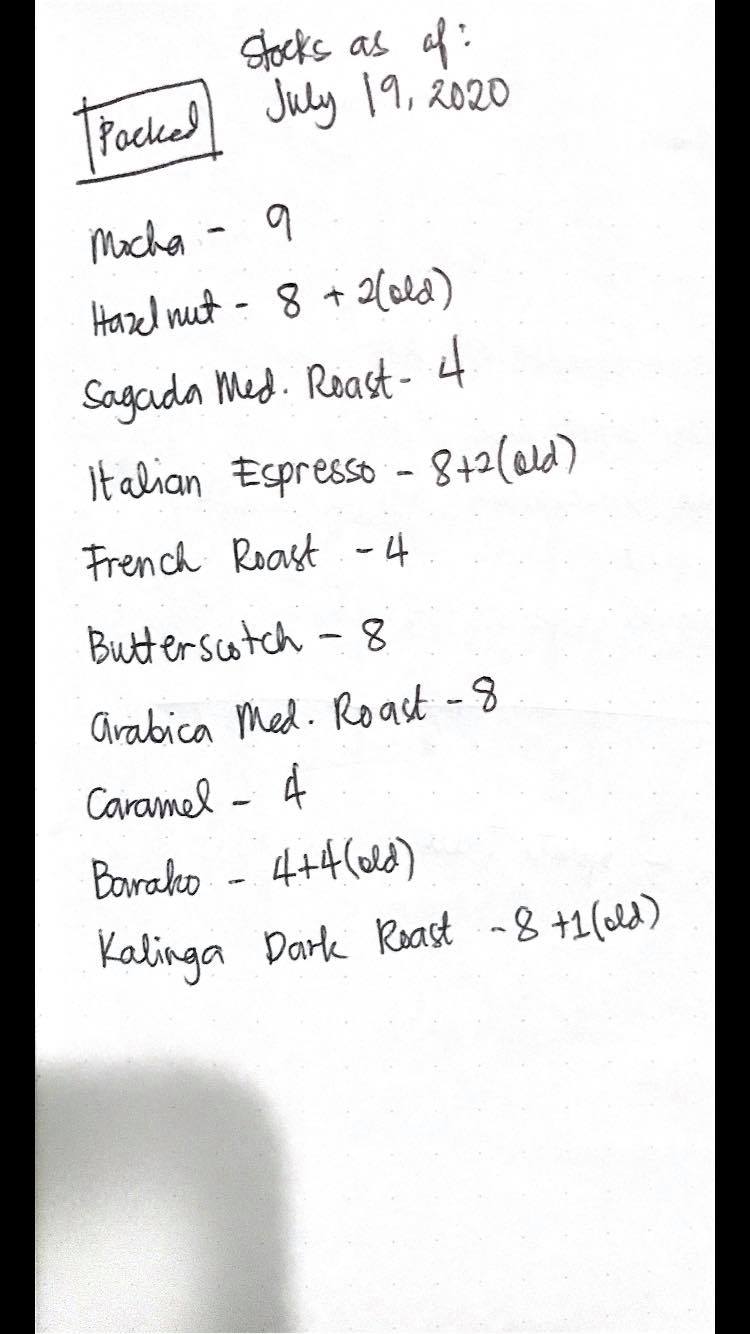 Stocks as of:
July 19, 2020
Packed
Mocha - 9
Hazelnut - 8 + 2(old)
Sagada Med. Roast - 4
Italian Espresso - 8+2(old)
French Roast - 4
Butterscotch - 8
Arabica Med. Roast - 8
Caramel - 4
Barako - 4+4(old)
Kalinga Dark Roast - 8 +1(old)